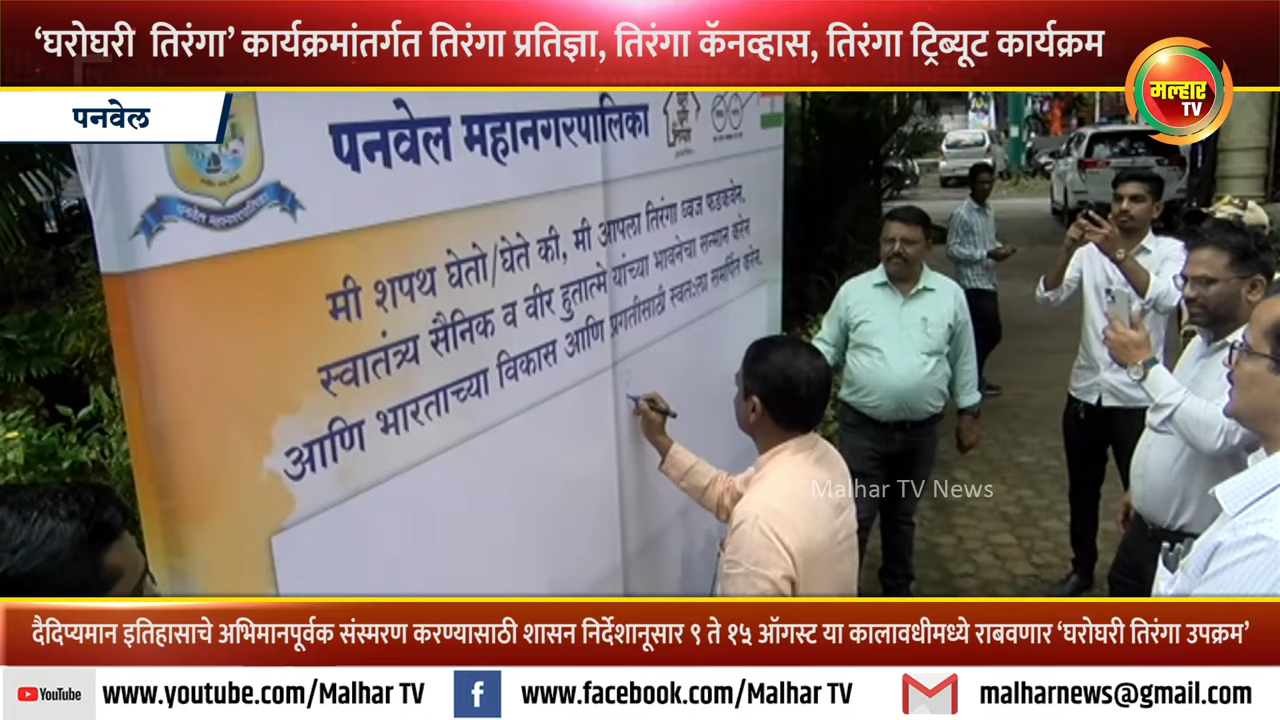 ‘घरोघरी तिरंगा’ कार्यक्रमांतर्गत तिरंगा प्रतिज्ञा, तिरंगा कॅनव्हास, तिरंगा ट्रिब्यूट कार्यक्रम
मल्हार
TV
पनवेल
पनवेल महानगरपालिका
पनवेल महानगरपालिका
मी शपथ घेतो/घेते की, मी आपला तिरंगा ध्वज फडकवेन,
स्वातंत्र्य सैनिक व वीर हुतात्मे यांच्या भावनेचा सन्मान करेन
आणि भारताच्या विकास आणि प्रगतीसाठी स्वतःला समर्पित करेन.
Malhar TV News
दैदिप्यमान इतिहासाचे अभिमानपूर्वक संस्मरण करण्यासाठी शासन निर्देशानूसार ९ ते १५ ऑगस्ट या कालावधीमध्ये राबवणार ‘घरोघरी तिरंगा उपक्रम’
YouTube www.youtube.com/Malhar TV f www.facebook.com/Malhar TV malharnews@gmail.com